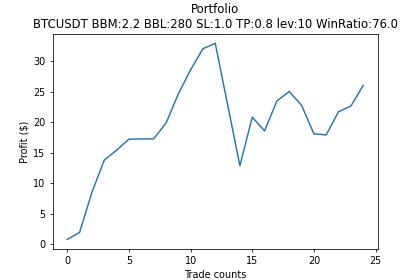 Portfolio
BTCUSDT BBM:2.2 BBL:280 SL:1.0 TP:0.8 lev:10 WinRatio:76.0
30
25
20
15
10
5
0
Profit ($)
0 5 10 15 20 25
Trade counts